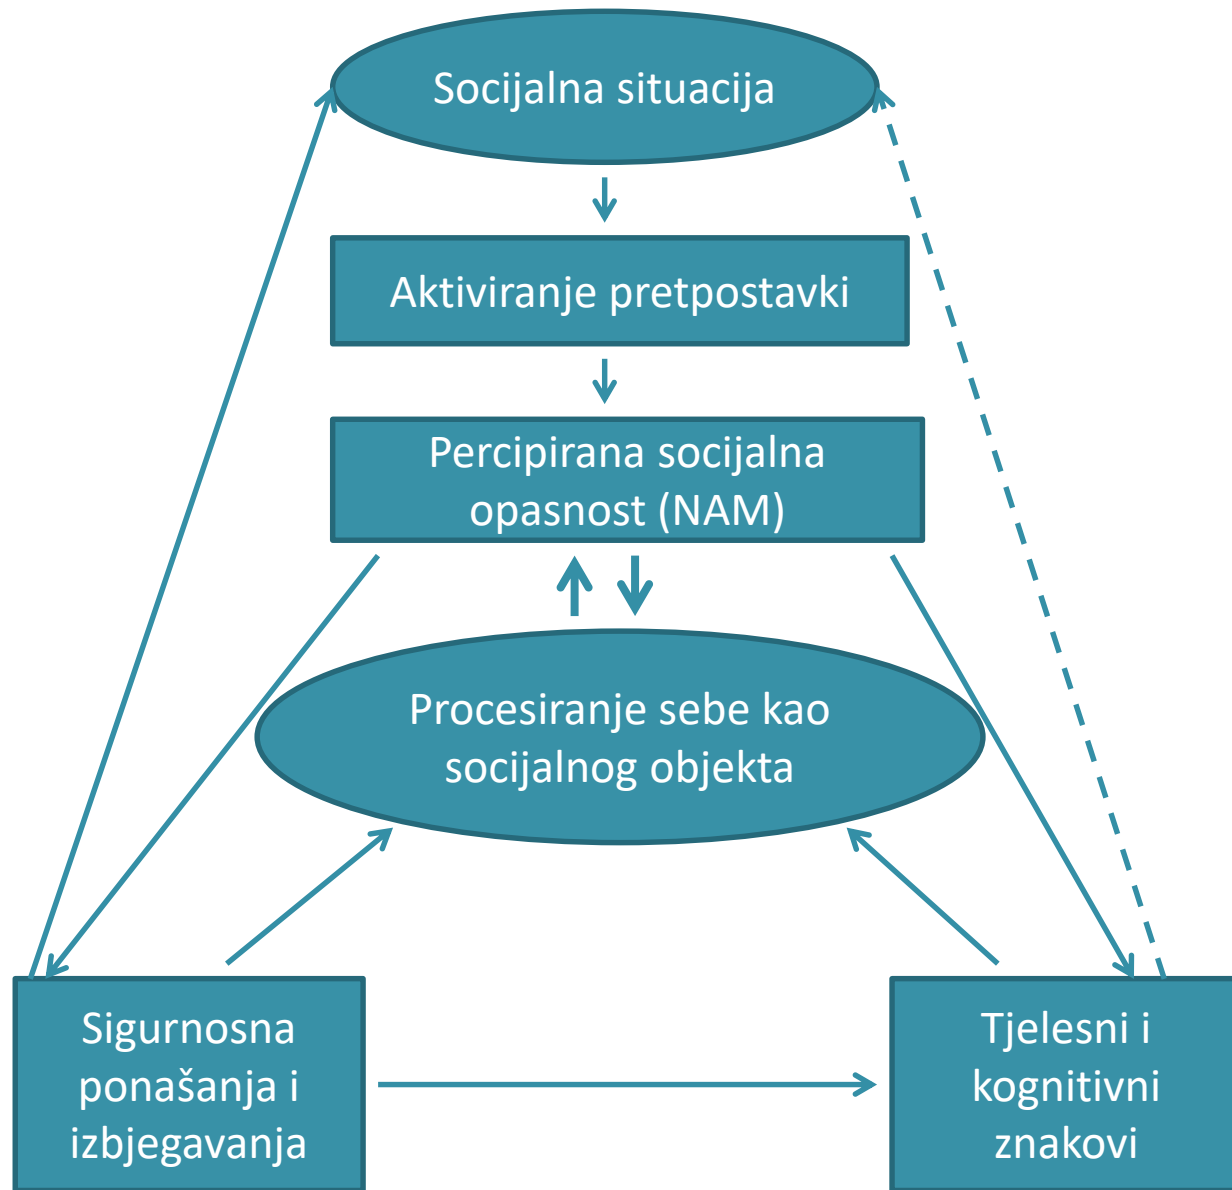 Socijalna situacija
Aktiviranje pretpostavki
Percipirana socijalna
opasnost (NAM)
Procesiranje sebe kao
socijalnog objekta
Sigurnosna
ponašanja i
izbjegavanja
Tjelesni i
kognitivni
znakovi